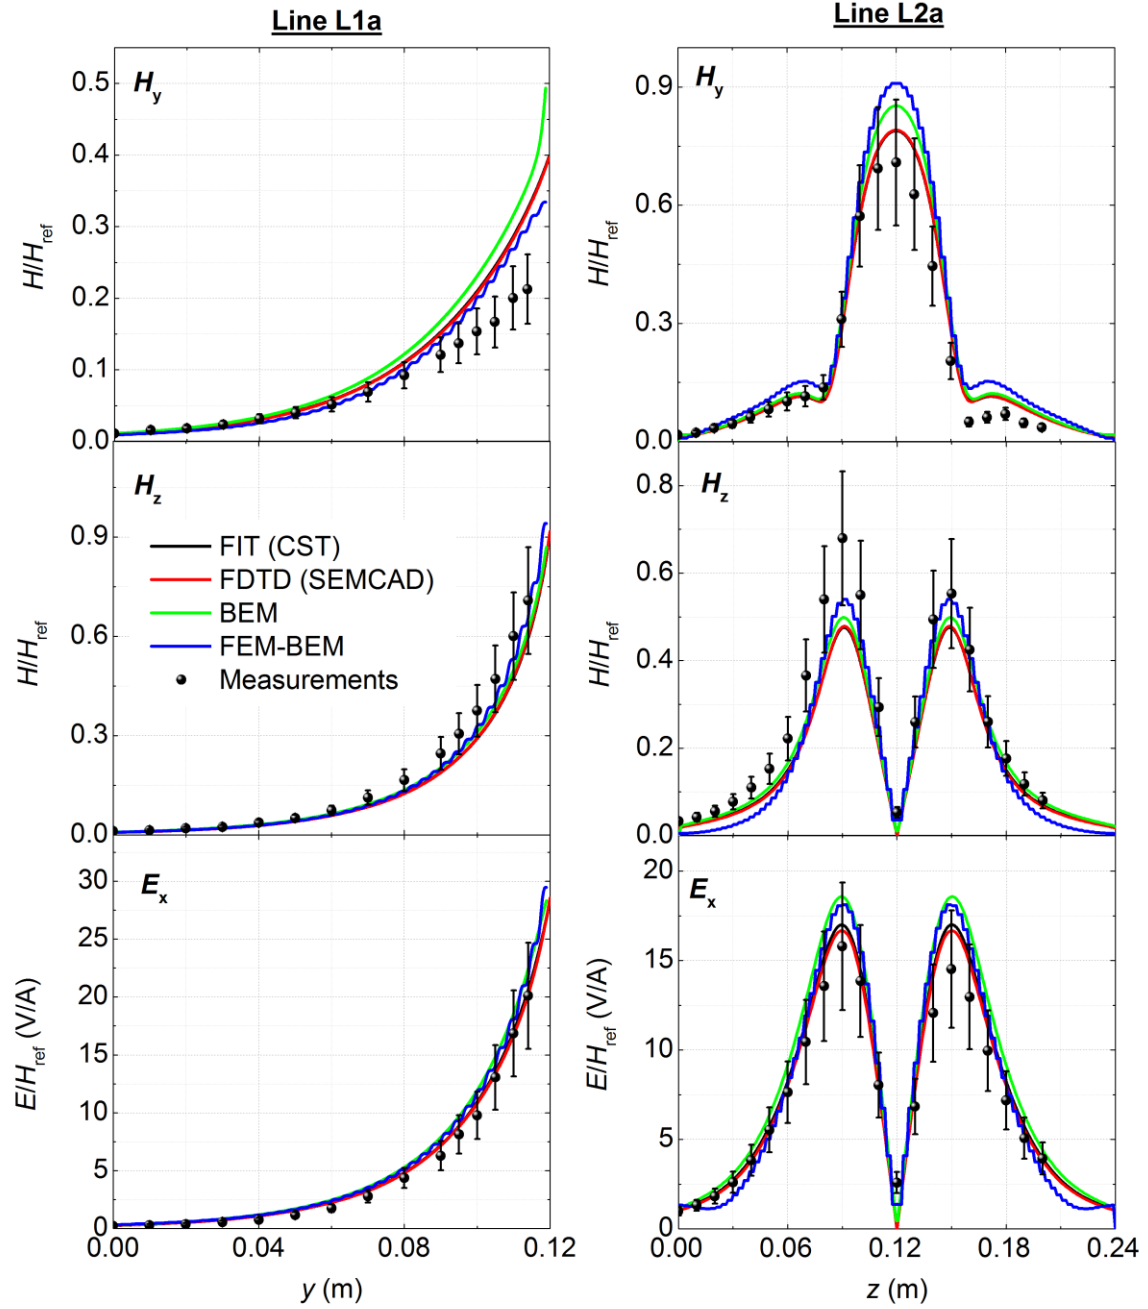 Line L1a
Line L2a
H_y
0.5
0.4
0.3
0.2
0.1
0.0
H/H_ref
H_y
0.9
0.6
0.3
0.0
H/H_ref
H_z
FIT (CST)
FDTD (SEMCAD)
BEM
FEM-BEM
Measurements
0.9
0.6
0.3
0.0
H/H_ref
H_z
0.8
0.6
0.4
0.2
0.0
H/H_ref
E_x
30
25
20
15
10
5
0
E/H_ref (V/A)
0.00 0.04 0.08 0.12
y (m)
E_x
20
15
10
5
0
E/H_ref (V/A)
0.00 0.06 0.12 0.18 0.24
z (m)